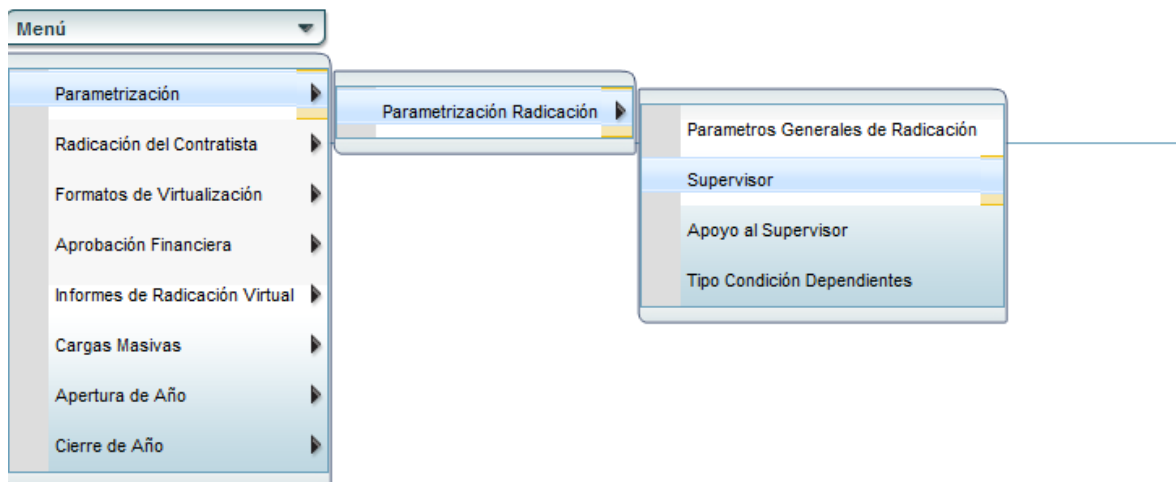 Menú
Parametrización
Radicación del Contratista
Formatos de Virtualización
Aprobación Financiera
Informes de Radicación Virtual
Cargas Masivas
Apertura de Año
Cierre de Año
Parametrización Radicación
Parametros Generales de Radicación
Supervisor
Apoyo al Supervisor
Tipo Condición Dependientes